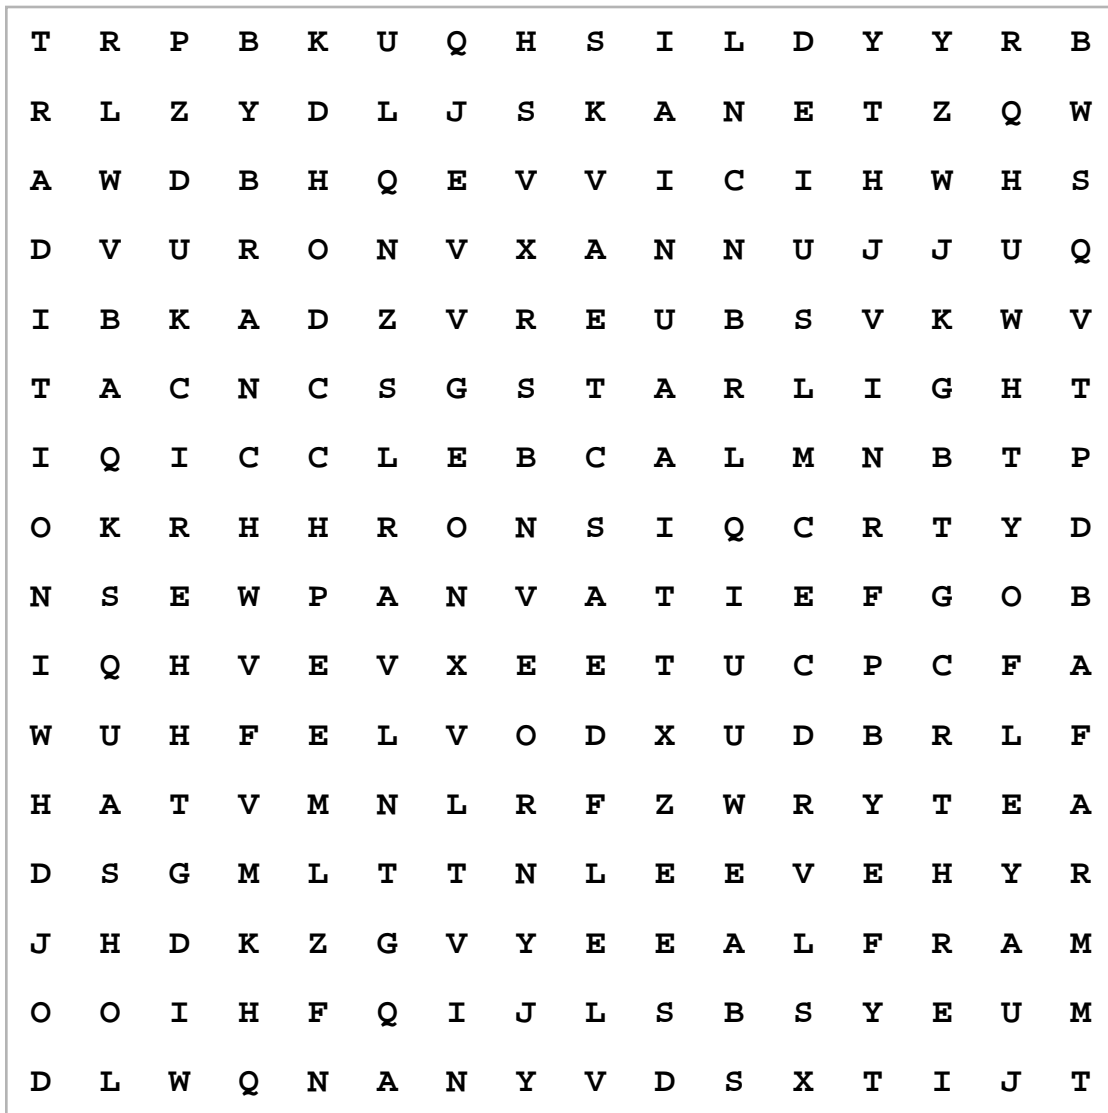 T R P B K U Q H S I L D Y Y R B
R L Z Y D L J S K A N E T Z Q W
A W D B H Q E V V I C I H W H S
D V U R O N V X A N N U J J U Q
I B K A D Z V R E U B S V K W V
T A C N C S G S T A R L I G H T
I Q I C C L E B C A L M N B T P
O K R H H R O N S I Q C R T Y D
N S E W P A N V A T I E F G O B
I Q H V E V X E E T U C P C F A
W U H F E L V O D X U D B R L F
H A T V M N L R F Z W R Y T E A
D S G M L T T N L E E V E H Y R
J H D K Z G V Y E E A L F R A M
O O I H F Q I J L S B S Y E U M
D L W Q N A N Y V D S X T I J T